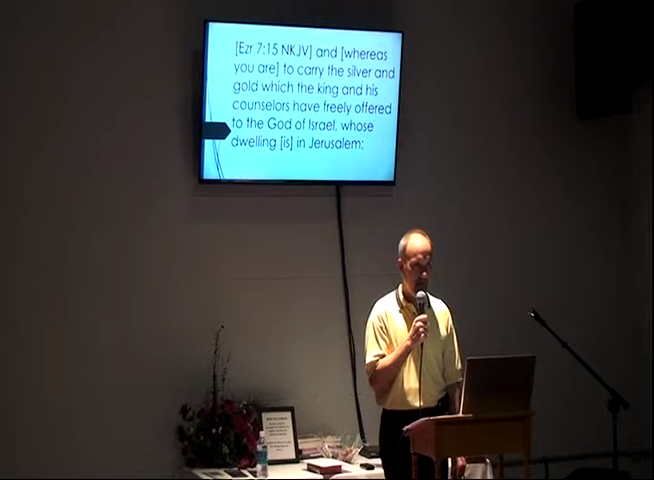 [Ezr 7:15 NKJV] and [whereas
you are] to carry the silver and
gold which the king and his
counselors have freely offered
to the God of Israel, whose
dwelling [is] in Jerusalem;